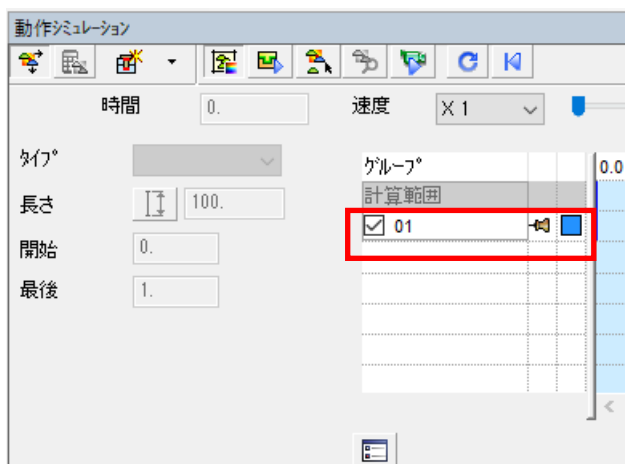 動作ｼﾐｭﾚｰｼｮﾝ
時間 0. 速度 X 1
ﾀｲﾌﾟ
長さ 100.
開始 0.
最後 1.
ｸﾞﾙｰﾌﾟ 0.0
計算範囲
01